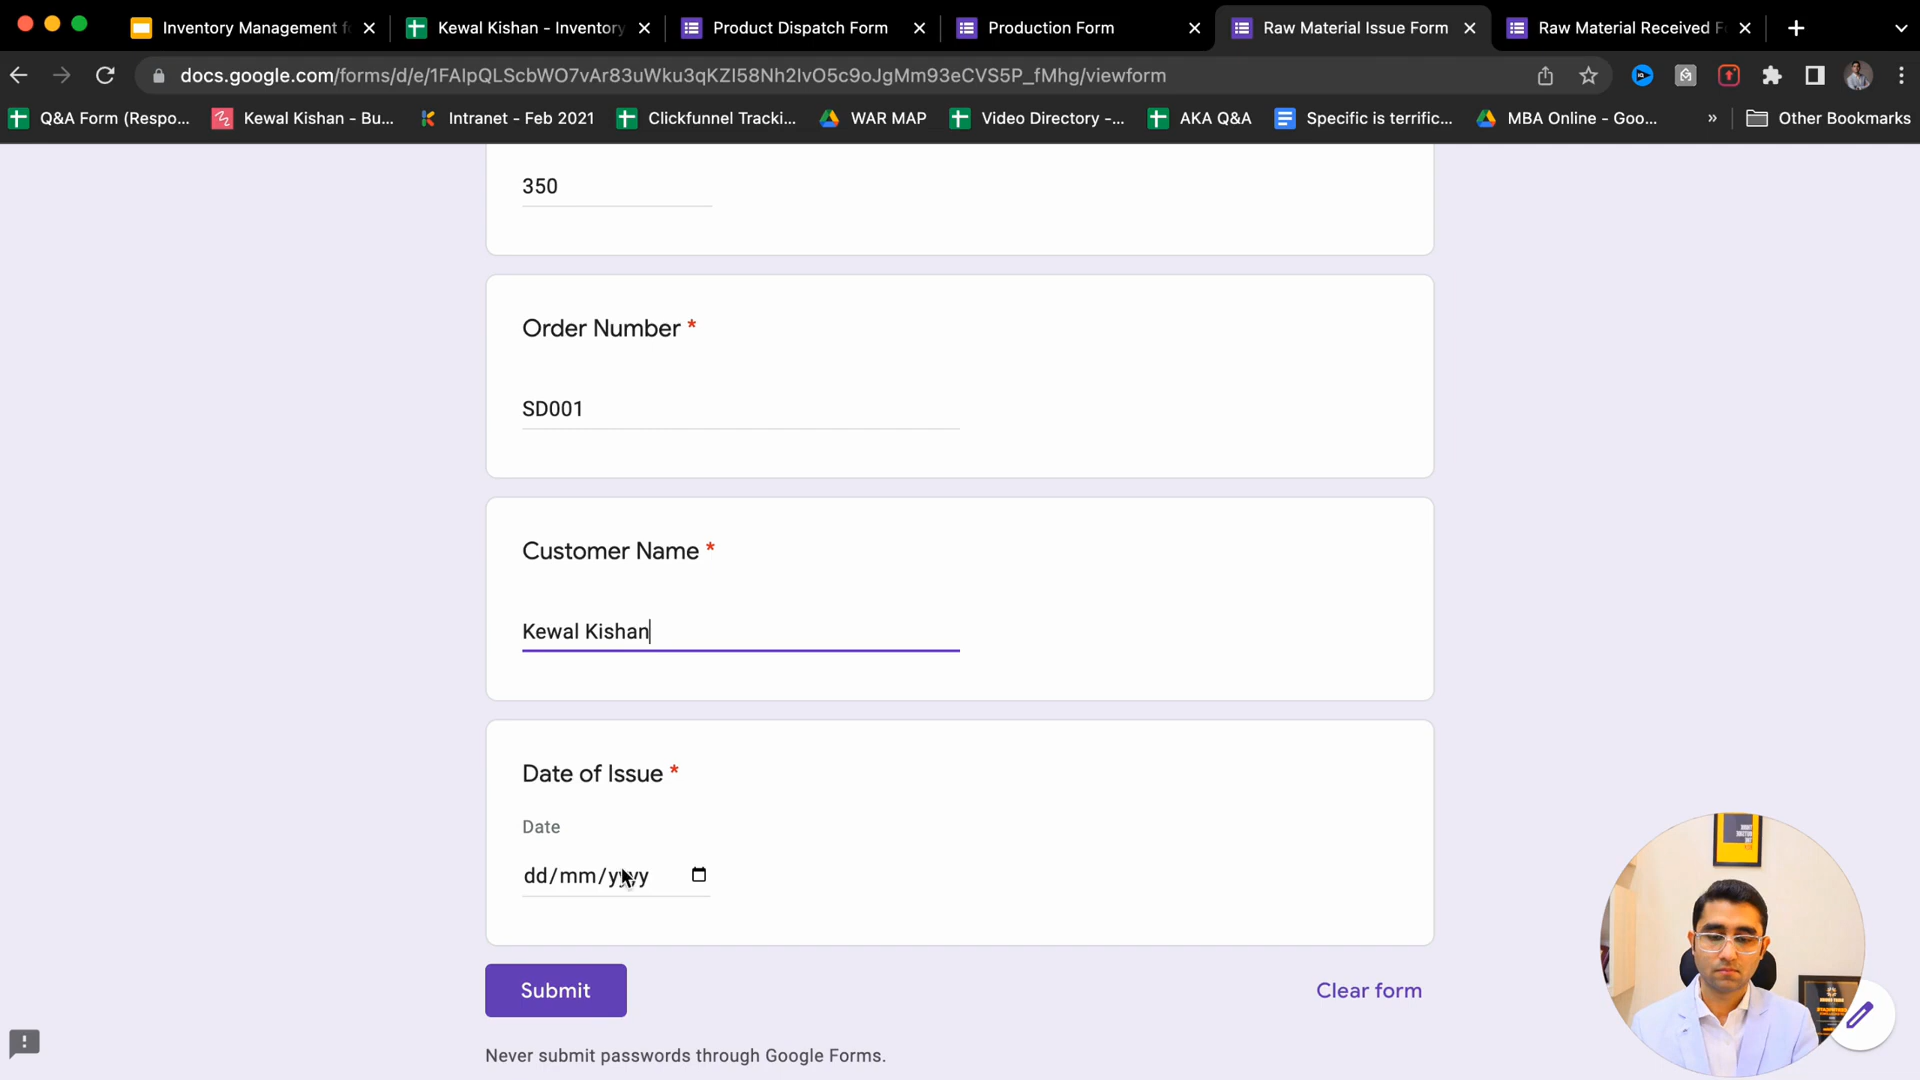 Inventory Management f
Kewal Kishan - Inventory
Product Dispatch Form
Production Form
Raw Material Issue Form
Raw Material Received F
docs.google.com/forms/d/e/1FAIpQLScbWO7vAr83uWku3qKZI58Nh2IvO5c9oJgMm93eCVS5P_fMhg/viewform
Q&A Form (Respo...
Kewal Kishan - Bu...
Intranet - Feb 2021
Clickfunnel Tracki...
WAR MAP
Video Directory -...
AKA Q&A
Specific is terrific...
MBA Online - Goo...
»
Other Bookmarks
350
Order Number *
SD001
Customer Name *
Kewal Kishan
Date of Issue *
Date
dd/mm/yyyy
Submit
Clear form
Never submit passwords through Google Forms.